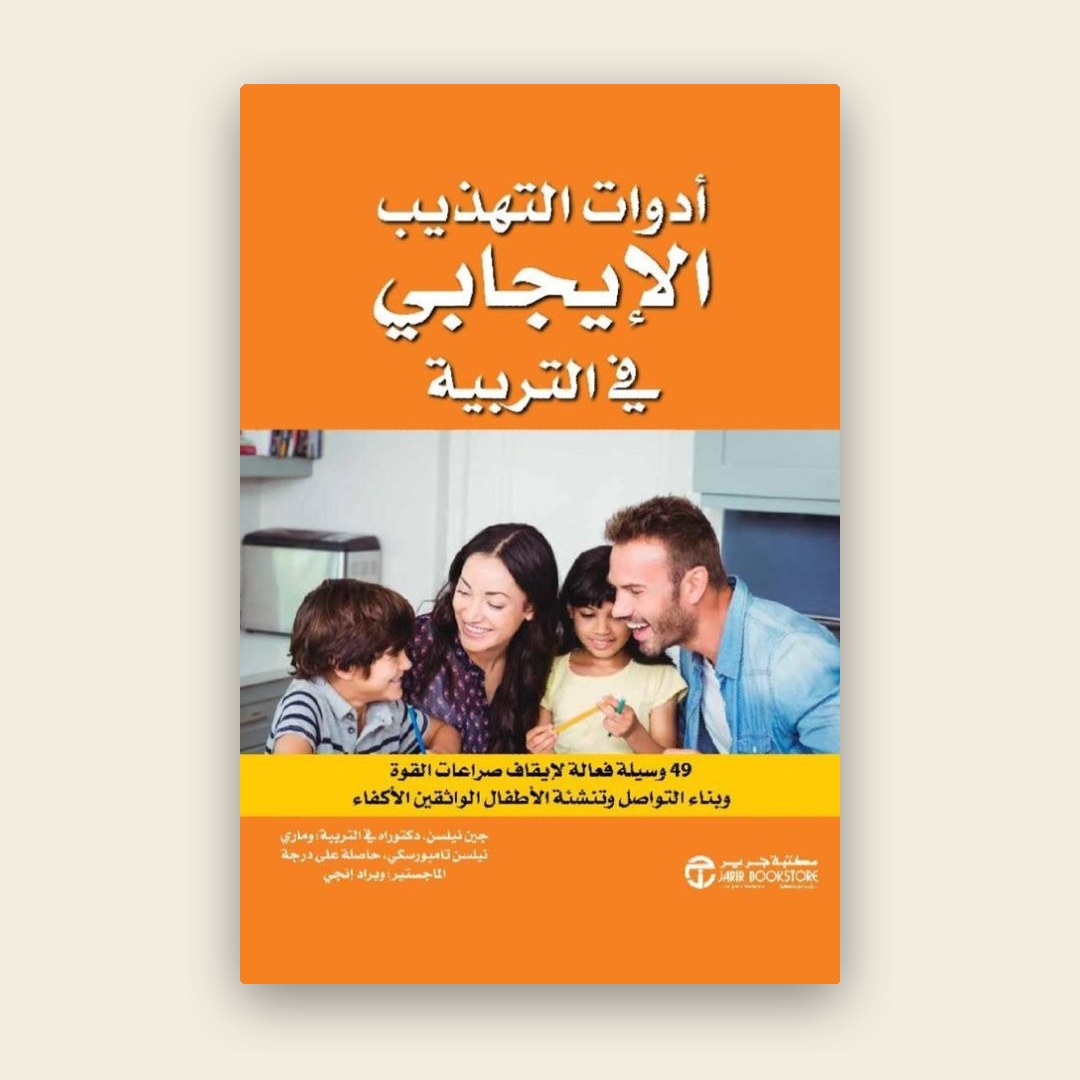 أدوات التهذيب
الإيجابي
في التربية
49 وسيلة فعالة لإيقاف صراعات القوة
وبناء التواصل وتنشئة الأطفال الواثقين الأكفاء
جين نيلسن، دكتوراه في التربية؛ وماري
نيلسن تامبورسكي، حاصلة على درجة
الماجستير؛ وبراد إنجي
مكتبة جرير
JARIR BOOKSTORE